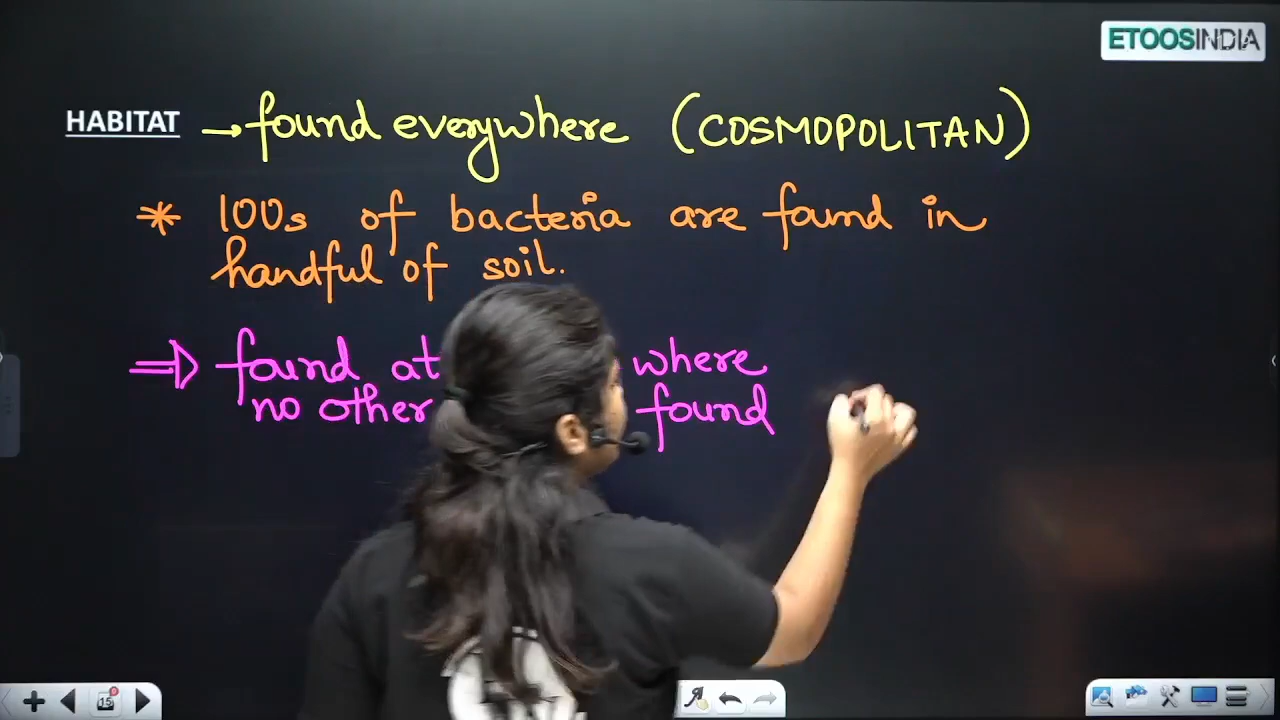 ETOOSINDIA
HABITAT → found everywhere (COSMOPOLITAN)
* 100s of bacteria are found in
handful of soil.
⇒ found at where
no other found
15